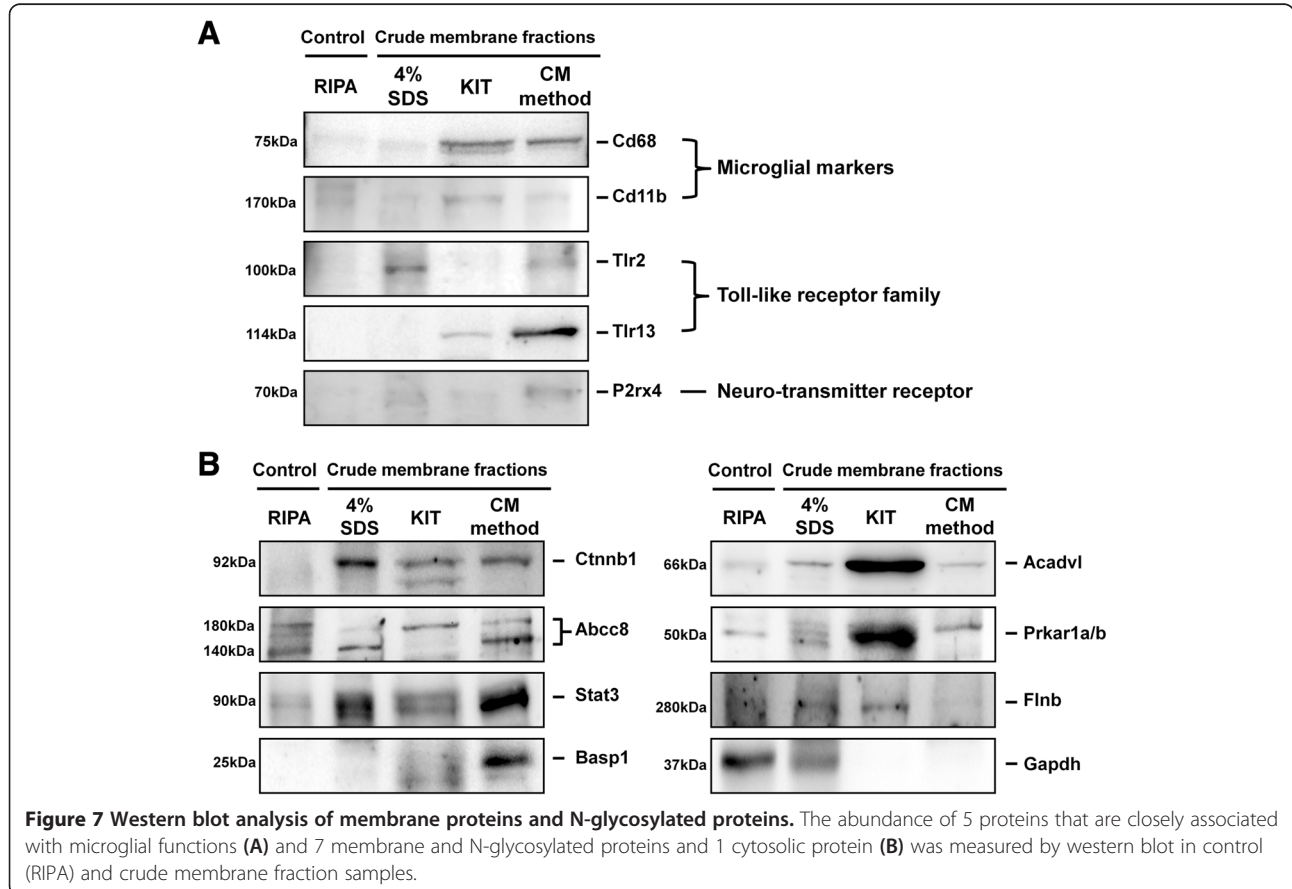 A
Control Crude membrane fractions
RIPA 4% SDS KIT CM method
75kDa Cd68
Microglial markers
170kDa Cd11b
100kDa Tlr2
Toll-like receptor family
114kDa Tlr13
70kDa P2rx4 Neuro-transmitter receptor
B
Control Crude membrane fractions
RIPA 4% SDS KIT CM method
92kDa Ctnnb1
180kDa
Abcc8
140kDa
90kDa Stat3
25kDa Basp1
Control Crude membrane fractions
RIPA 4% SDS KIT CM method
66kDa Acadvl
50kDa Prkar1a/b
280kDa Flnb
37kDa Gapdh
Figure 7 Western blot analysis of membrane proteins and N-glycosylated proteins. The abundance of 5 proteins that are closely associated
with microglial functions (A) and 7 membrane and N-glycosylated proteins and 1 cytosolic protein (B) was measured by western blot in control
(RIPA) and crude membrane fraction samples.